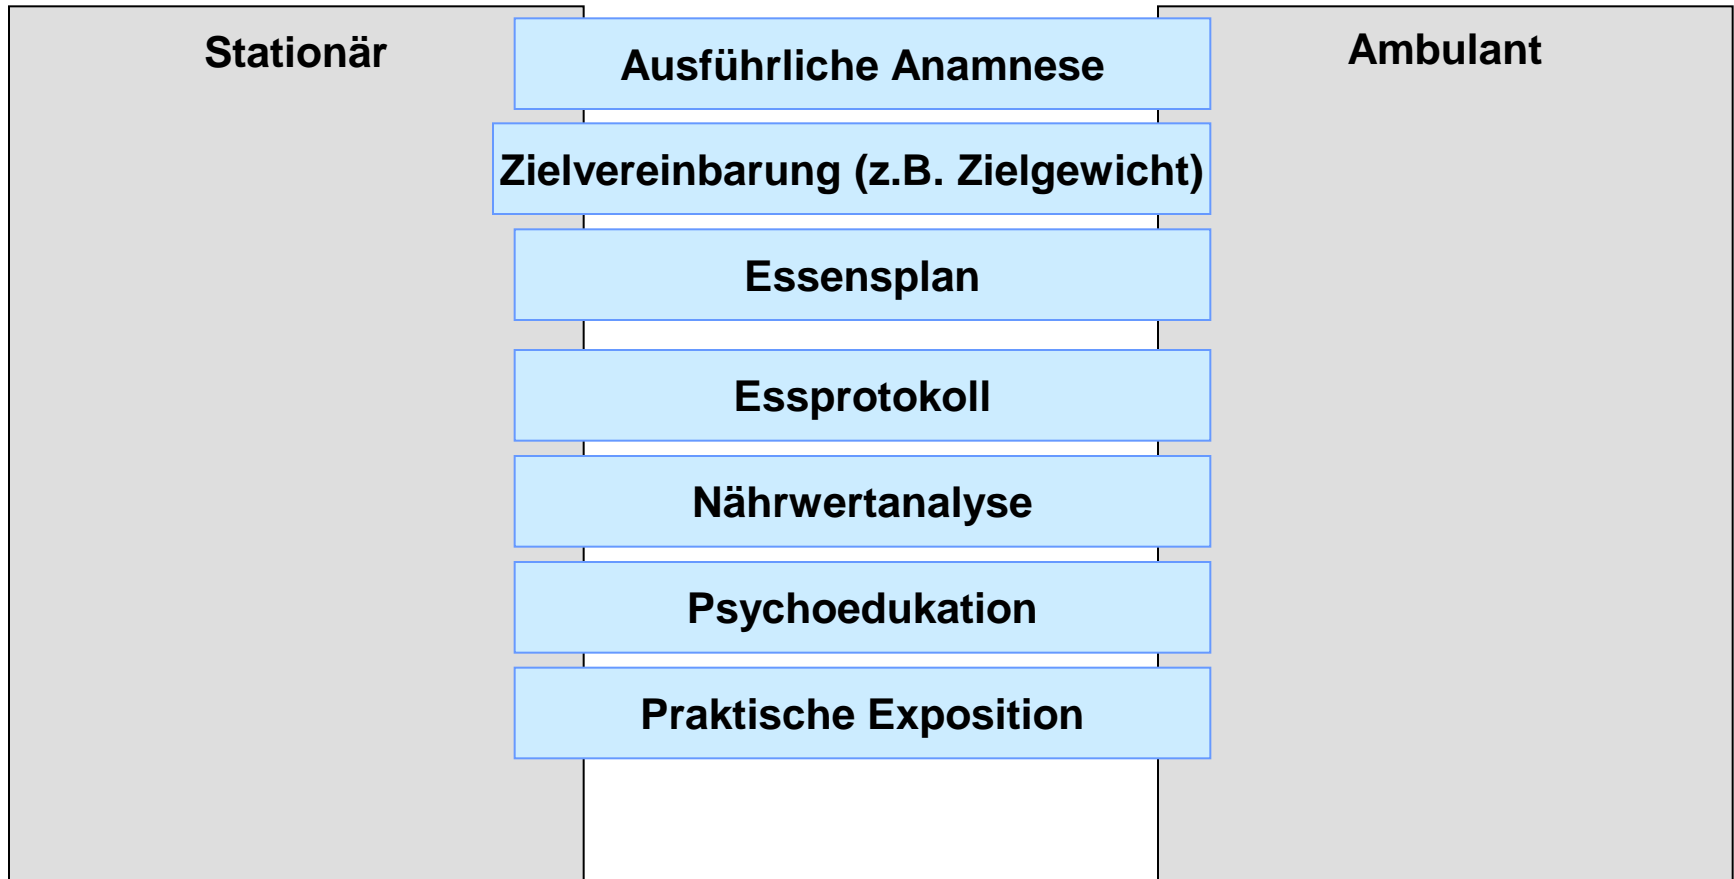 Stationär
Ambulant
Ausführliche Anamnese
Zielvereinbarung (z.B. Zielgewicht)
Essensplan
Essprotokoll
Nährwertanalyse
Psychoedukation
Praktische Exposition